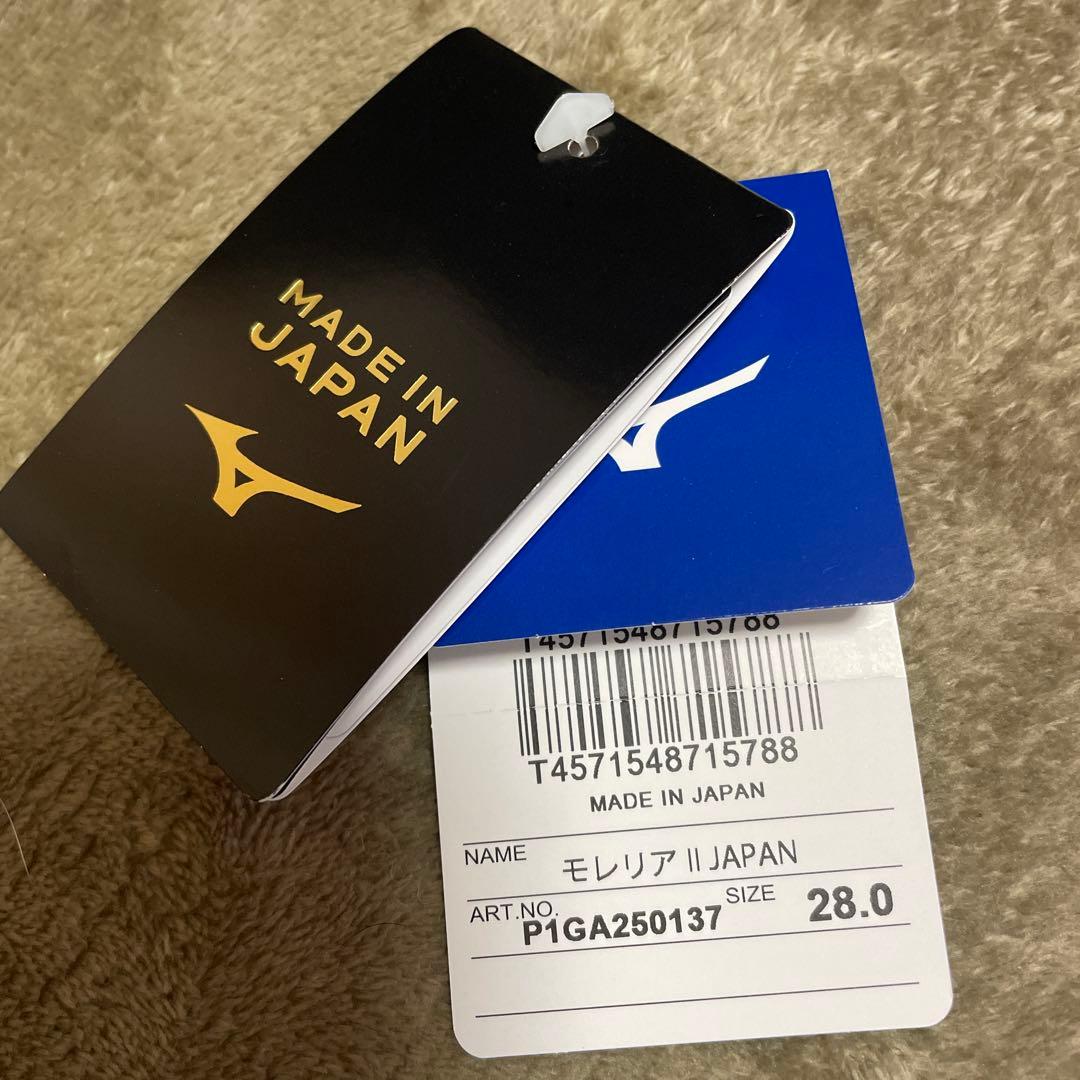 MADE IN
JAPAN
T4571548715788
T4571548715788
MADE IN JAPAN
NAME モレリア II JAPAN
ART.NO. P1GA250137 SIZE 28.0